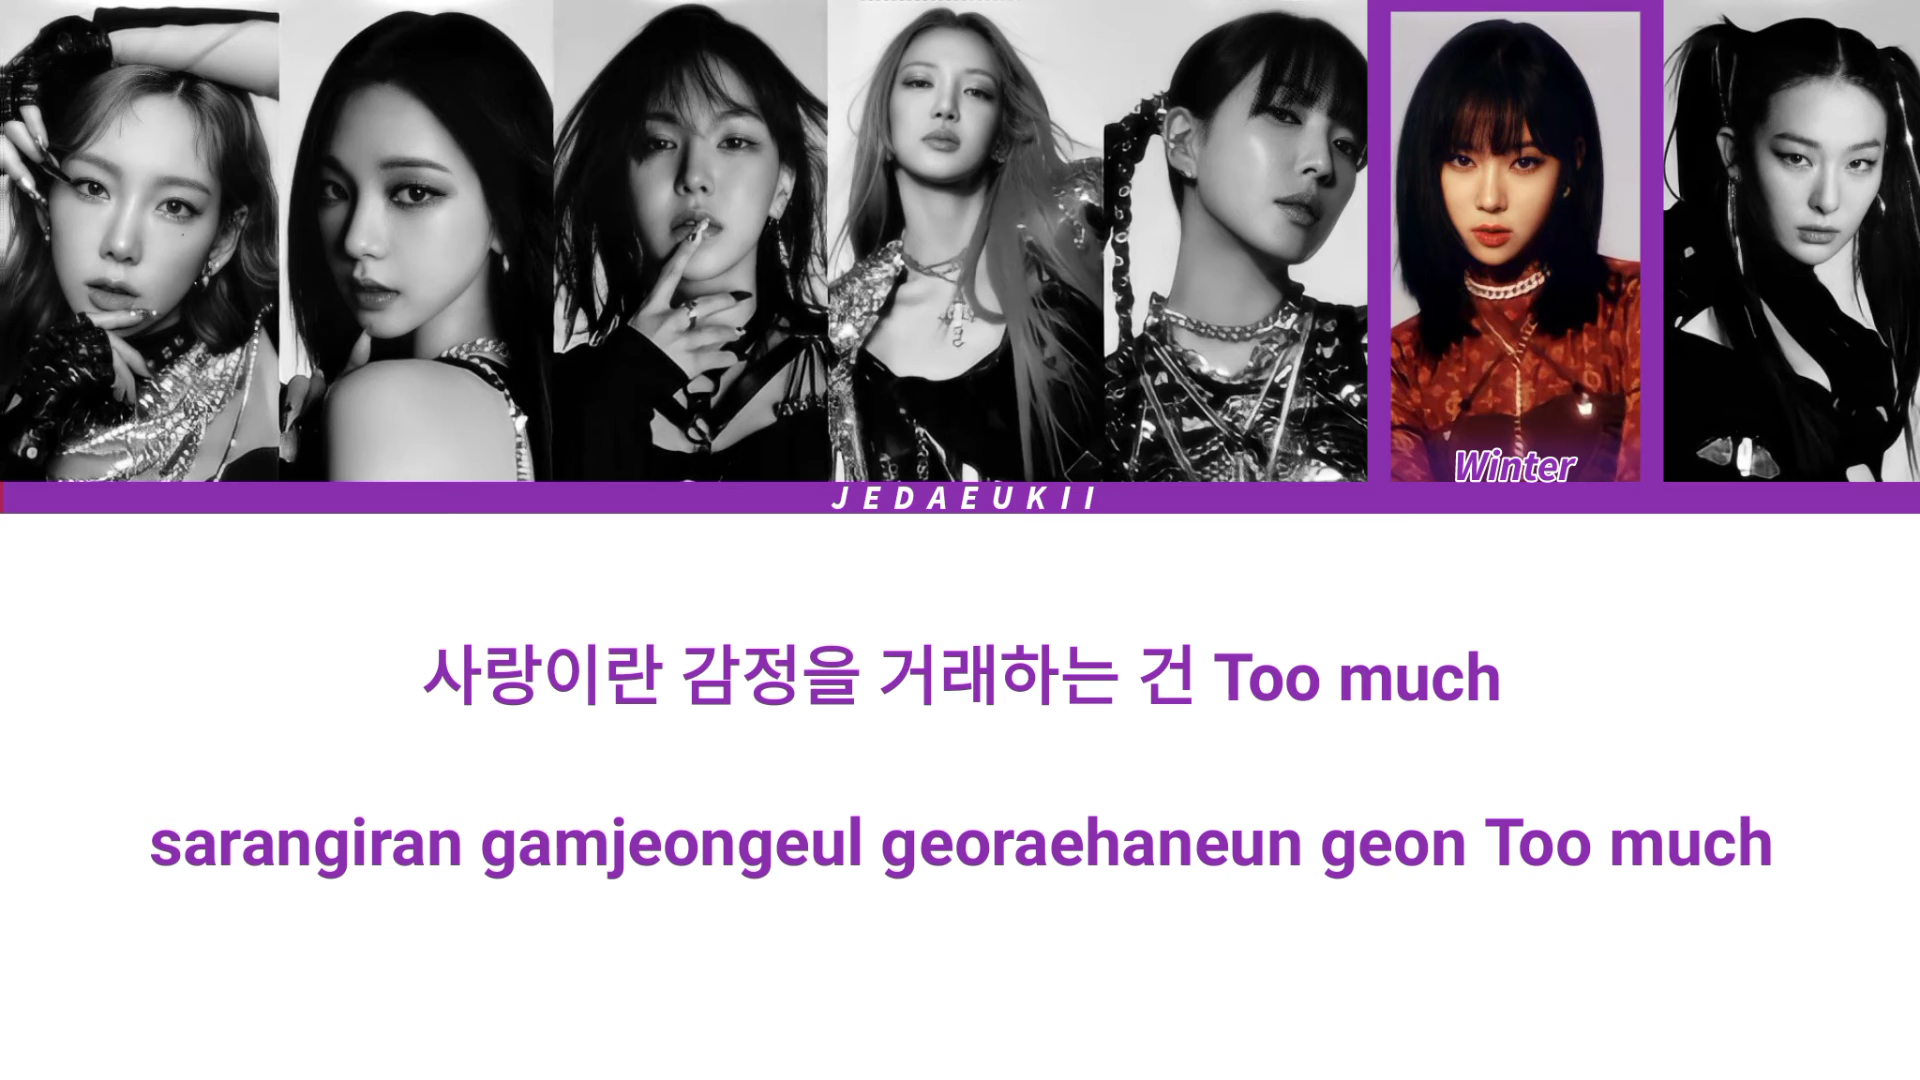 Winter
JEDAEUKII
사랑이란 감정을 거래하는 건 Too much
sarangiran gamjeongeul georaehaneun geon Too much